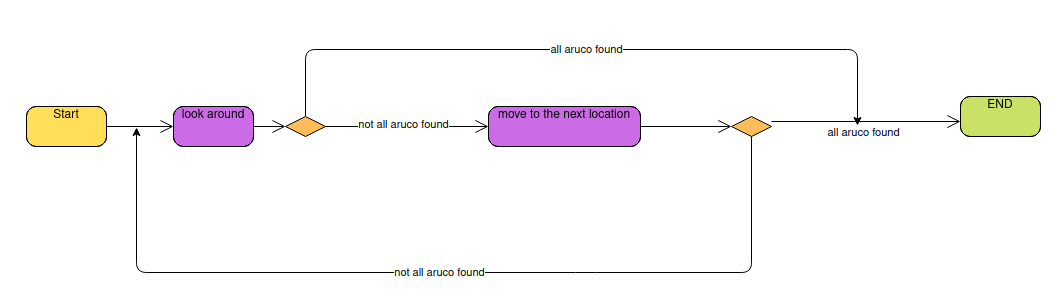 all aruco found
Start
look around
not all aruco found
move to the next location
all aruco found
END
not all aruco found